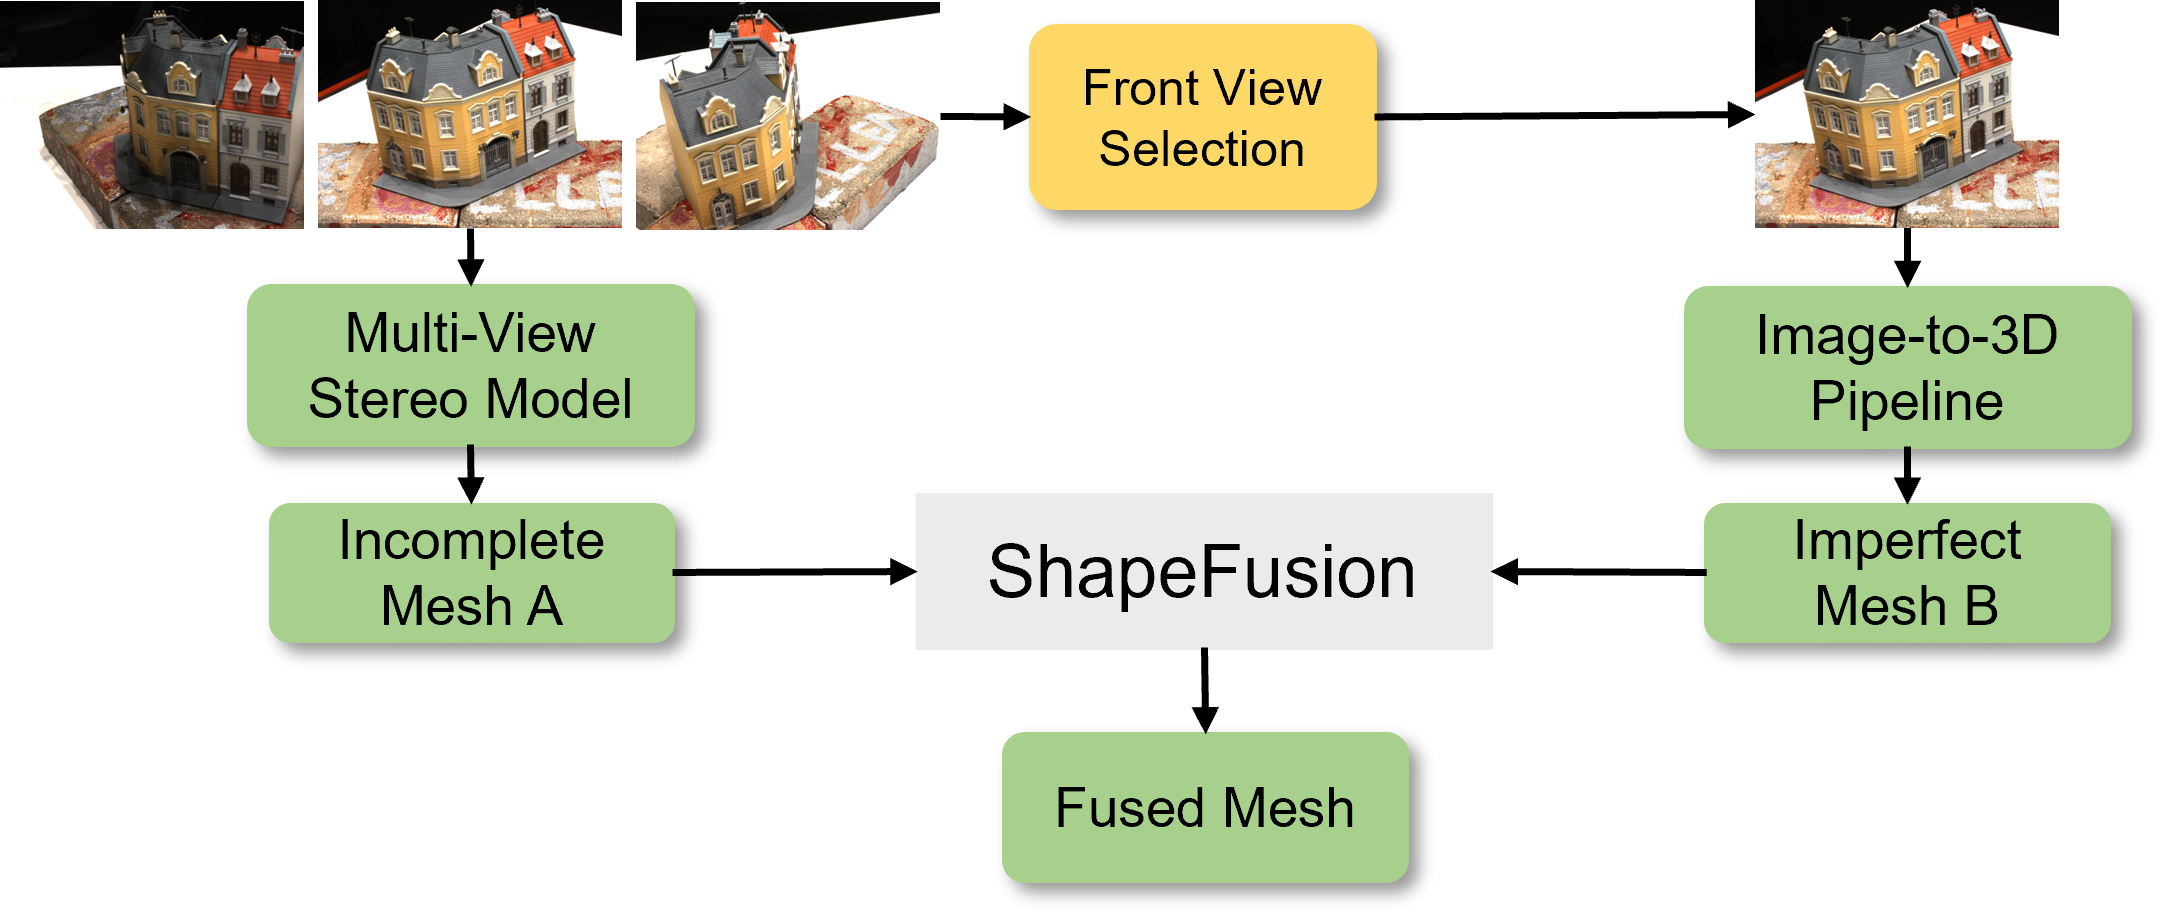 Front View
Selection
Multi-View
Stereo Model
Image-to-3D
Pipeline
Incomplete
Mesh A
ShapeFusion
Imperfect
Mesh B
Fused Mesh